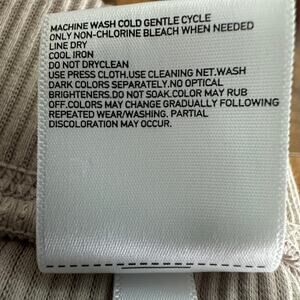 MACHINE WASH COLD GENTLE CYCLE
ONLY NON-CHLORINE BLEACH WHEN NEEDED
LINE DRY
COOL IRON
DO NOT DRYCLEAN
USE PRESS CLOTH.USE CLEANING NET.WASH
DARK COLORS SEPARATELY.NO OPTICAL
BRIGHTENERS.DO NOT SOAK.COLOR MAY RUB
OFF.COLORS MAY CHANGE GRADUALLY FOLLOWING
REPEATED WEAR/WASHING. PARTIAL
DISCOLORATION MAY OCCUR.